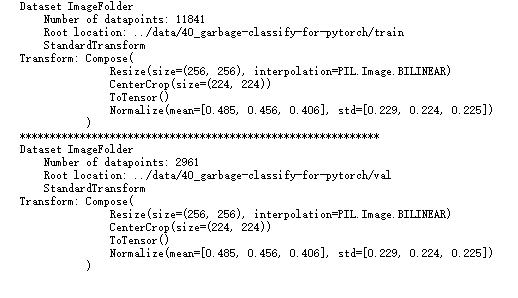 Dataset ImageFolder
    Number of datapoints: 11841
    Root location: ../data/40_garbage-classify-for-pytorch/train
    StandardTransform
Transform: Compose(
               Resize(size=(256, 256), interpolation=PIL.Image.BILINEAR)
               CenterCrop(size=(224, 224))
               ToTensor()
               Normalize(mean=[0.485, 0.456, 0.406], std=[0.229, 0.224, 0.225])
           )
************************************************************
Dataset ImageFolder
    Number of datapoints: 2961
    Root location: ../data/40_garbage-classify-for-pytorch/val
    StandardTransform
Transform: Compose(
               Resize(size=(256, 256), interpolation=PIL.Image.BILINEAR)
               CenterCrop(size=(224, 224))
               ToTensor()
               Normalize(mean=[0.485, 0.456, 0.406], std=[0.229, 0.224, 0.225])
           )